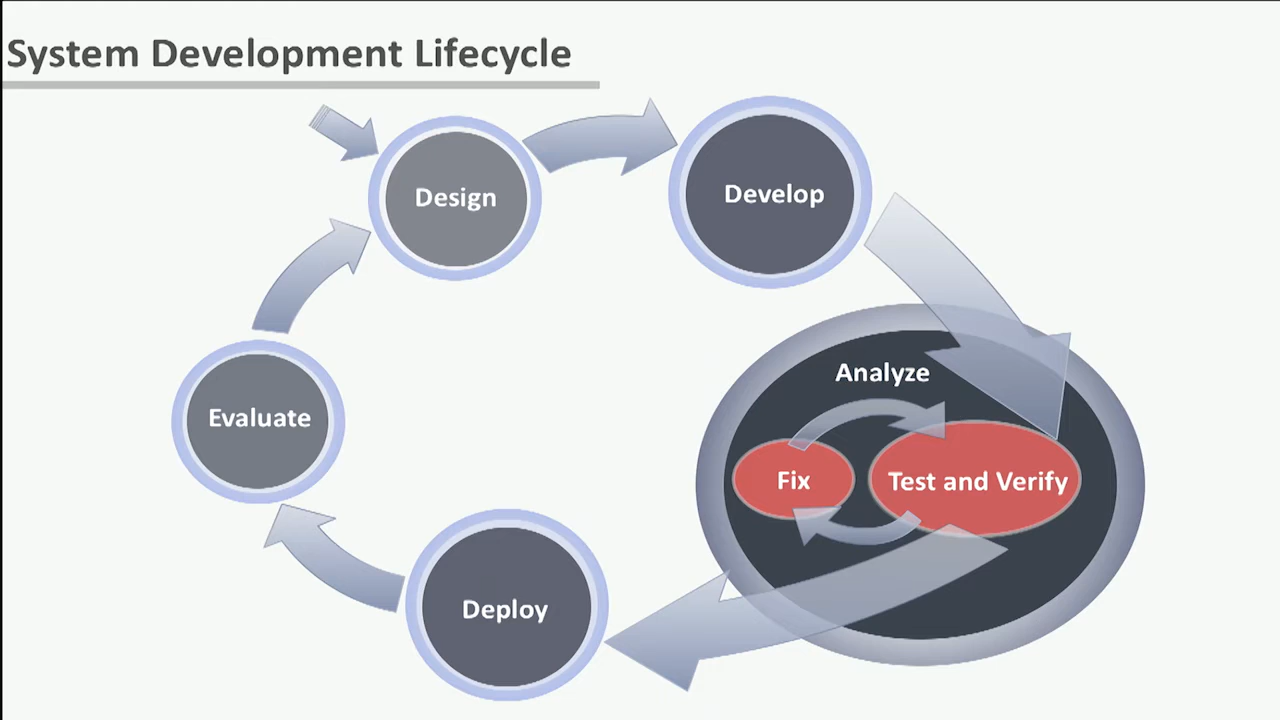 System Development Lifecycle
Design
Develop
Analyze
Fix
Test and Verify
Deploy
Evaluate